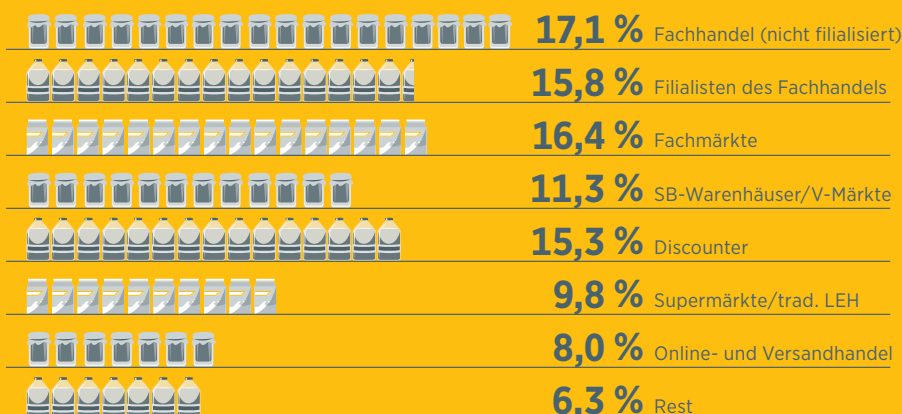 17,1 % Fachhandel (nicht filialisiert)
15,8 % Filialisten des Fachhandels
16,4 % Fachmärkte
11,3 % SB-Warenhäuser/V-Märkte
15,3 % Discounter
9,8 % Supermärkte/trad. LEH
8,0 % Online- und Versandhandel
6,3 % Rest